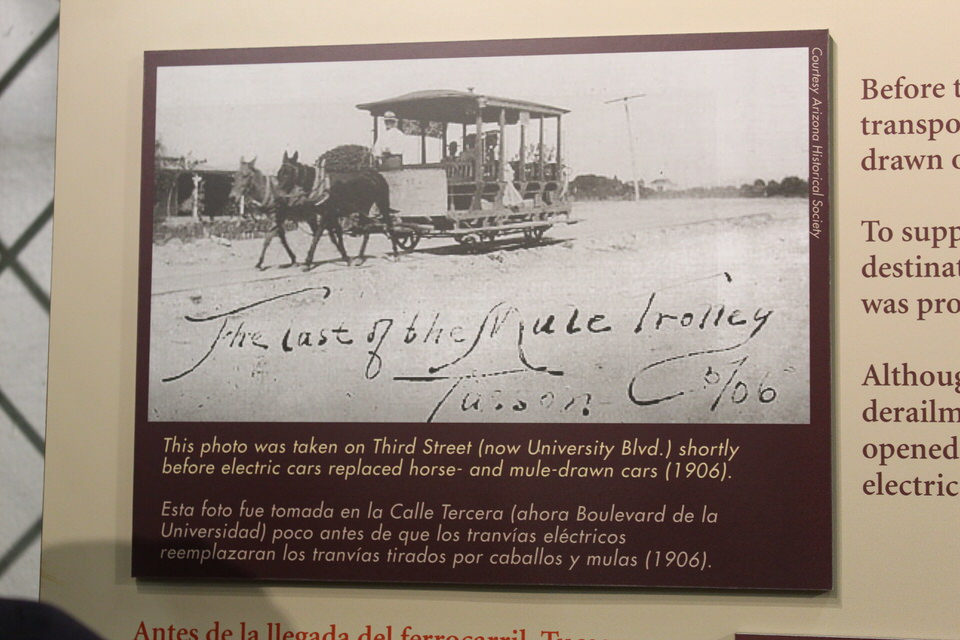 The last of the Mule Trolley
Tucson 6/06
Courtesy Arizona Historical Society
This photo was taken on Third Street (now University Blvd.) shortly
before electric cars replaced horse- and mule-drawn cars (1906).
Esta foto fue tomada en la Calle Tercera (ahora Boulevard de la
Universidad) poco antes de que los tranvías eléctricos
reemplazaran los tranvías tirados por caballos y mulas (1906).
Before
transpo
drawn
To supp
destinat
was pro
Althoug
derailm
opened
electric
Antes de la llegada del ferrocarril,